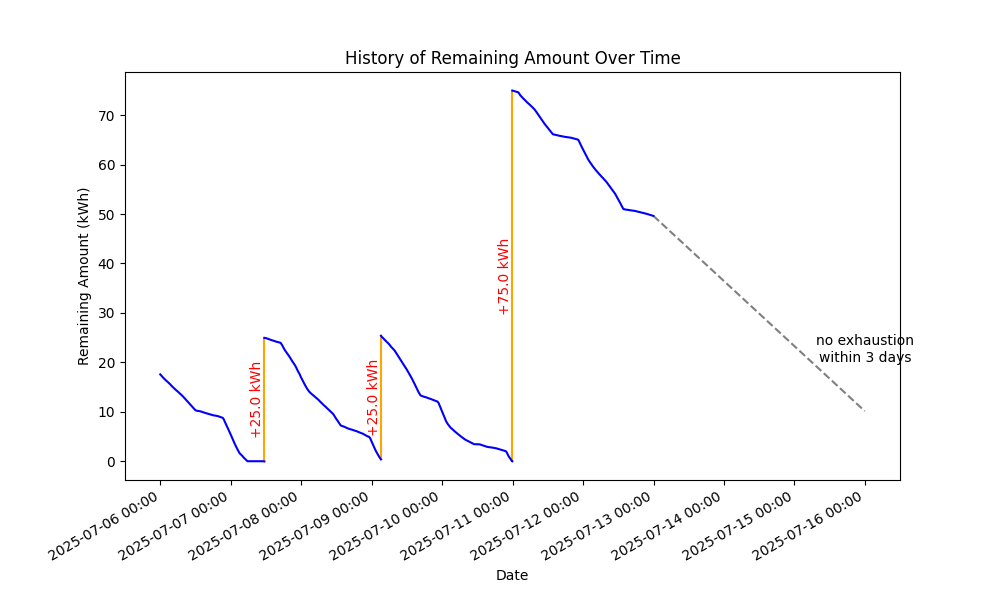 History of Remaining Amount Over Time
Remaining Amount (kWh)
70
60
50
40
30
20
10
0
+25.0 kWh
+25.0 kWh
+75.0 kWh
no exhaustion
within 3 days
2025-07-06 00:00
2025-07-07 00:00
2025-07-08 00:00
2025-07-09 00:00
2025-07-10 00:00
2025-07-11 00:00
2025-07-12 00:00
2025-07-13 00:00
2025-07-14 00:00
2025-07-15 00:00
2025-07-16 00:00
Date